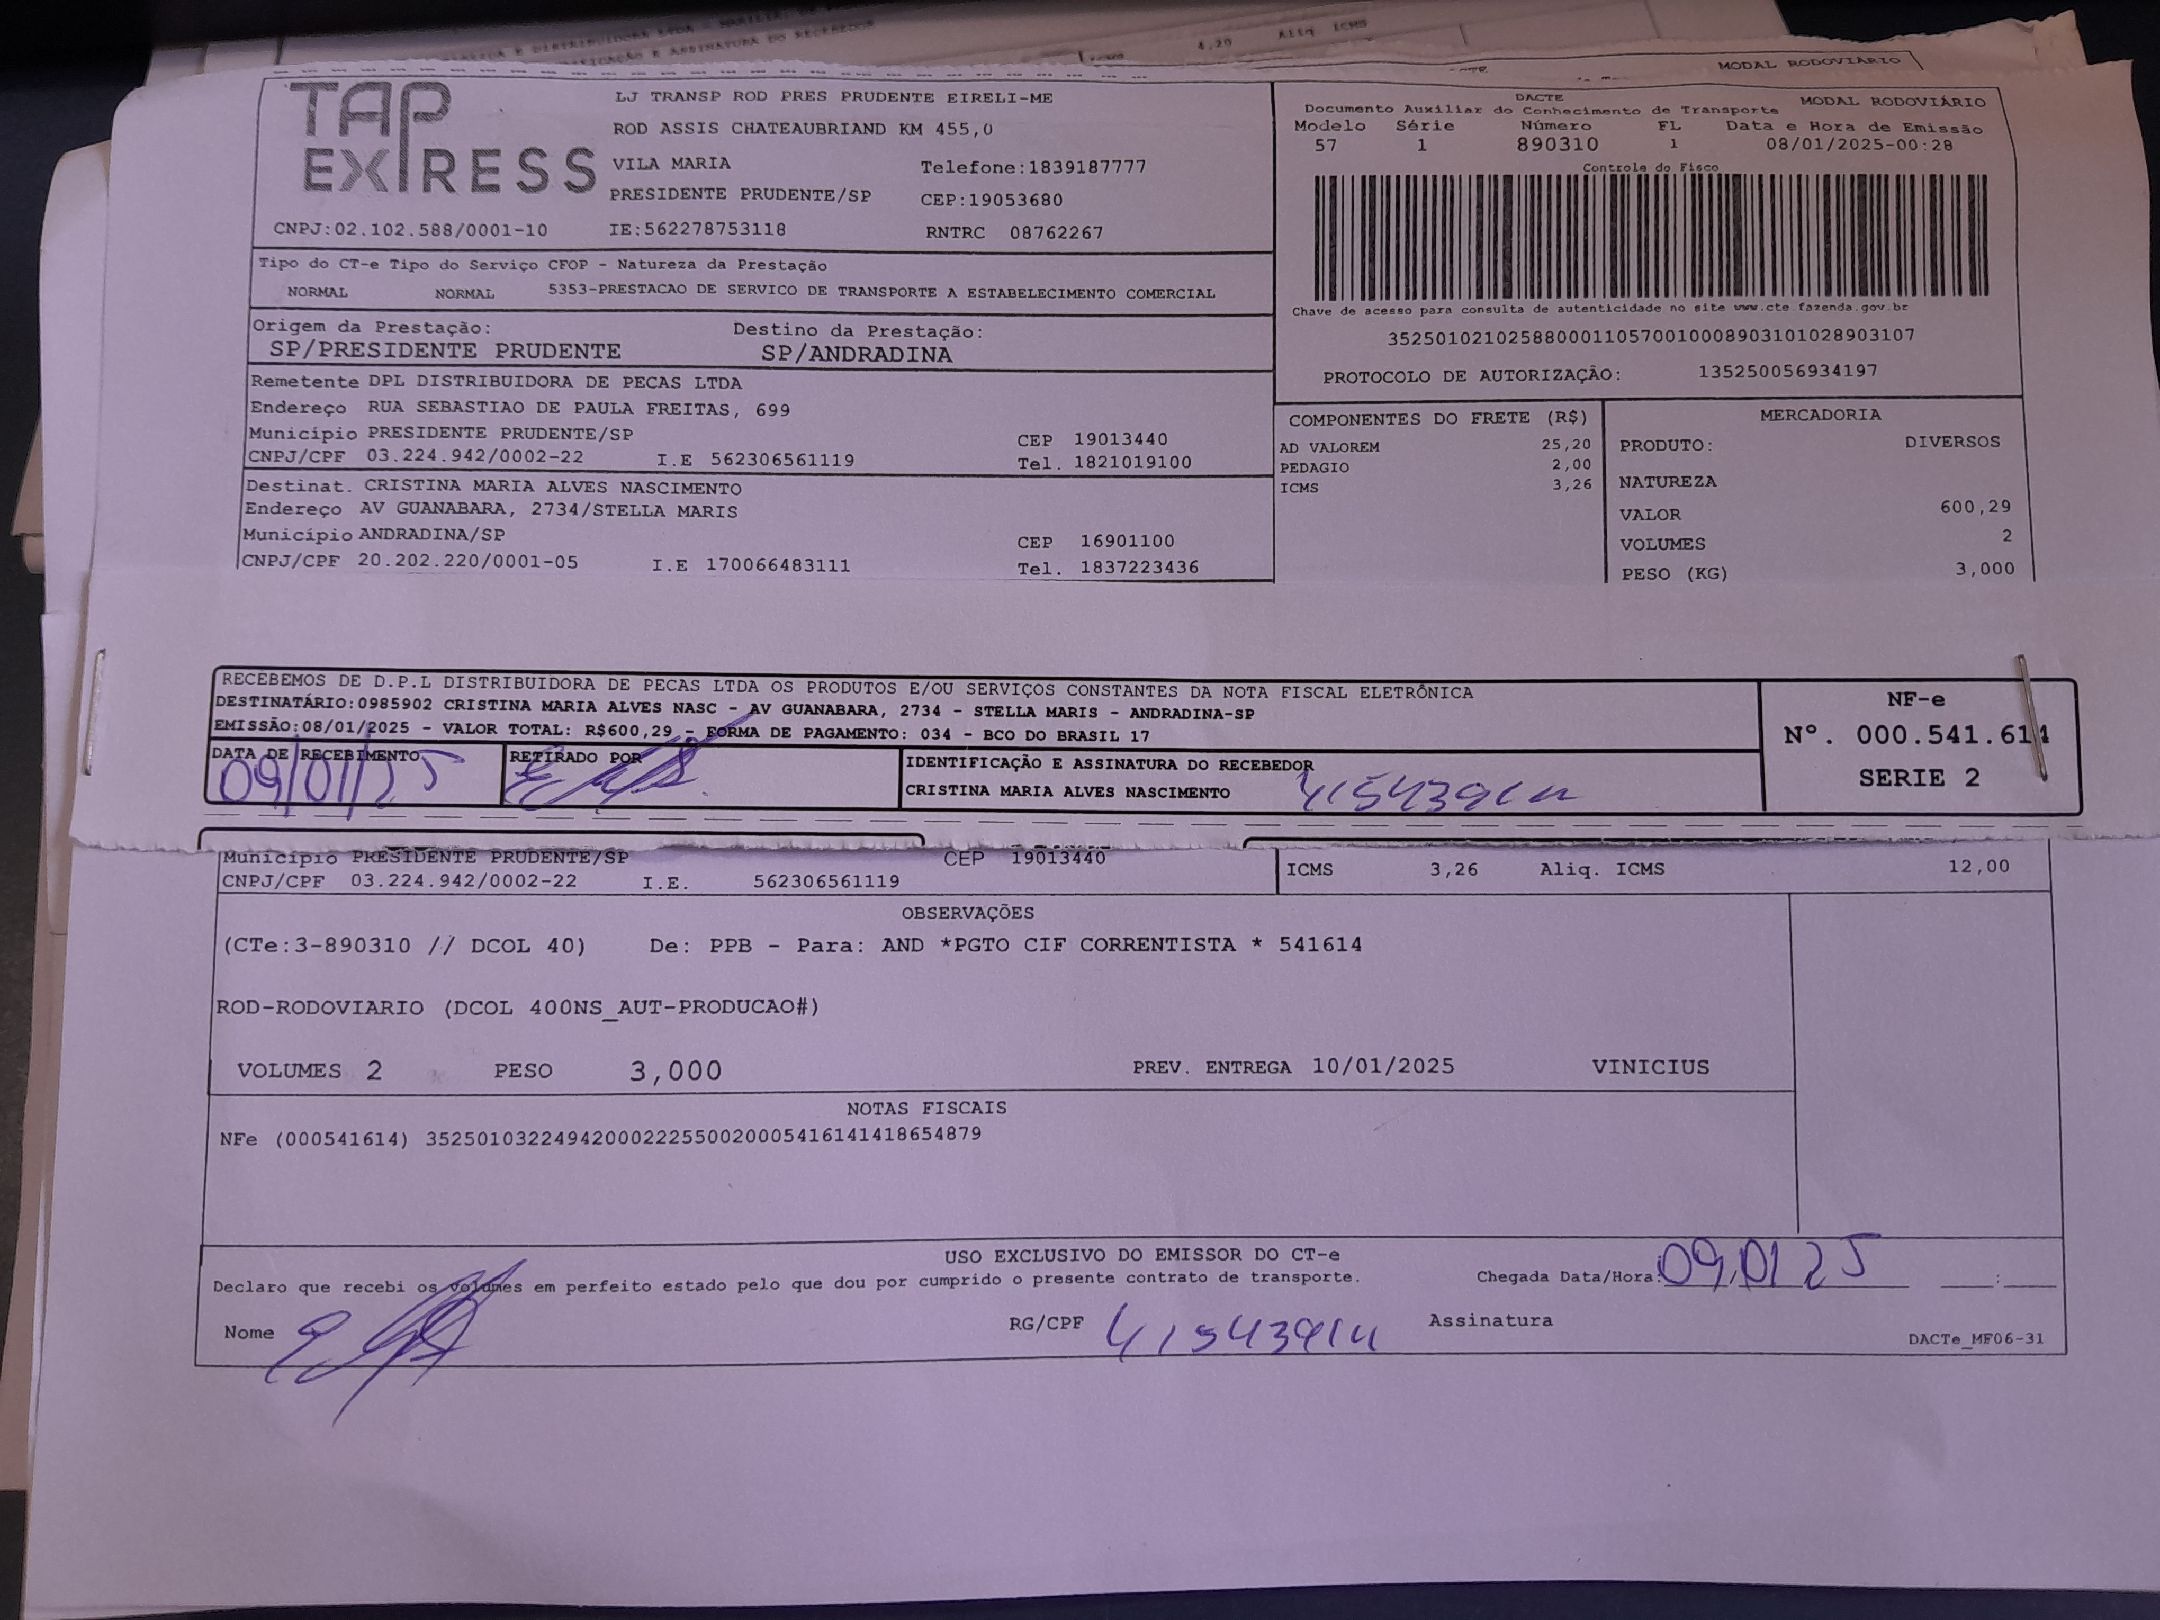 MODAL RODOVIÁRIO
TAP EXPRESS
LJ TRANSP ROD PRES PRUDENTE EIRELI-ME
ROD ASSIS CHATEAUBRIAND KM 455,0
VILA MARIA Telefone:1839187777
PRESIDENTE PRUDENTE/SP CEP:19053680
CNPJ:02.102.588/0001-10 IE:562278753118 RNTRC 08762267
DACTE MODAL RODOVIÁRIO
Documento Auxiliar do Conhecimento de Transporte
Modelo Série Número FL Data e Hora de Emissão
57 1 890310 1 08/01/2025-00:28
Controle do Fisco
Chave de acesso para consulta de autenticidade no site www.cte.fazenda.gov.br
35250102102588000110570010008903101028903107
PROTOCOLO DE AUTORIZAÇÃO: 135250056934197
Tipo do CT-e Tipo do Serviço CFOP - Natureza da Prestação
NORMAL NORMAL 5353-PRESTACAO DE SERVICO DE TRANSPORTE A ESTABELECIMENTO COMERCIAL
Origem da Prestação: Destino da Prestação:
SP/PRESIDENTE PRUDENTE SP/ANDRADINA
Remetente DPL DISTRIBUIDORA DE PECAS LTDA
Endereço RUA SEBASTIAO DE PAULA FREITAS, 699
Município PRESIDENTE PRUDENTE/SP CEP 19013440
CNPJ/CPF 03.224.942/0002-22 I.E 562306561119 Tel. 1821019100
Destinat. CRISTINA MARIA ALVES NASCIMENTO
Endereço AV GUANABARA, 2734/STELLA MARIS
Município ANDRADINA/SP CEP 16901100
CNPJ/CPF 20.202.220/0001-05 I.E 170066483111 Tel. 1837223436
COMPONENTES DO FRETE (R$)
AD VALOREM 25,20
PEDAGIO 2,00
ICMS 3,26
MERCADORIA
PRODUTO: DIVERSOS
NATUREZA
VALOR 600,29
VOLUMES 2
PESO (KG) 3,000
RECEBEMOS DE D.P.L DISTRIBUIDORA DE PECAS LTDA OS PRODUTOS E/OU SERVIÇOS CONSTANTES DA NOTA FISCAL ELETRÔNICA
DESTINATÁRIO:0985902 CRISTINA MARIA ALVES NASC - AV GUANABARA, 2734 - STELLA MARIS - ANDRADINA-SP
EMISSÃO:08/01/2025 - VALOR TOTAL: R$600,29 - FORMA DE PAGAMENTO: 034 - BCO DO BRASIL 17
DATA DE RECEBIMENTO RETIRADO POR IDENTIFICAÇÃO E ASSINATURA DO RECEBEDOR
09/01/25 CRISTINA MARIA ALVES NASCIMENTO
NF-e
Nº. 000.541.614
SERIE 2
Município PRESIDENTE PRUDENTE/SP CEP 19013440
CNPJ/CPF 03.224.942/0002-22 I.E. 562306561119
ICMS 3,26 Aliq. ICMS 12,00
OBSERVAÇÕES
(CTe:3-890310 // DCOL 40) De: PPB - Para: AND *PGTO CIF CORRENTISTA * 541614
ROD-RODOVIARIO (DCOL 400NS_AUT-PRODUCAO#)
VOLUMES 2 PESO 3,000 PREV. ENTREGA 10/01/2025 VINICIUS
NOTAS FISCAIS
NFe (000541614) 35250103224942000222550020005416141418654879
USO EXCLUSIVO DO EMISSOR DO CT-e
Declaro que recebi os volumes em perfeito estado pelo que dou por cumprido o presente contrato de transporte. Chegada Data/Hora: 09/01 25 :
Nome RG/CPF Assinatura
DACTe_MF06-31